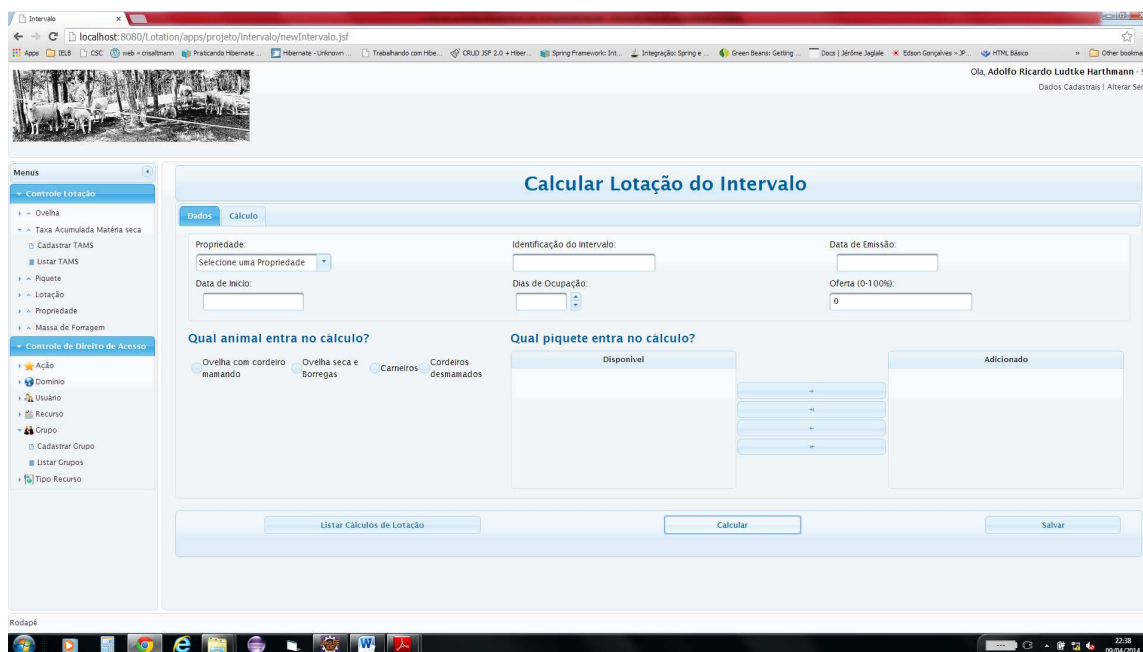 Intervalo
localhost:8080/Lotation/apps/projeto/intervalo/newIntervalo.jsf
Apps IELB CSC web « crisaltmann Praticando Hibernate ... Hibernate - Unknown ... Trabalhando com Hibe... CRUD JSF 2.0 + Hiber... Spring Framework: Int... Integração: Spring e ... Green Beans: Getting ... Docs | Jérôme Jaglale Edson Gonçalves » JP... HTML Básico » Other bookma
Ola, Adolfo Ricardo Ludtke Harthmann - S
Dados Cadastrais | Alterar Sen
Menus
Controle Lotação
Ovelha
Taxa Acumulada Matéria seca
Cadastrar TAMS
Listar TAMS
Piquete
Lotação
Propriedade
Massa de Forragem
Controle de Direito de Acesso
Ação
Dominio
Usuário
Recurso
Grupo
Cadastrar Grupo
Listar Grupos
Tipo Recurso
Calcular Lotação do Intervalo
Dados Cálculo
Propriedade: Identificação do Intervalo: Data de Emissão:
Selecione uma Propriedade
Data de Inicio: Dias de Ocupação: Oferta (0-100%):
0
Qual animal entra no cálculo?
Ovelha com cordeiro mamando
Ovelha seca e Borregas
Carneiros
Cordeiros desmamados
Qual piquete entra no cálculo?
Disponível Adicionado
Listar Cálculos de Lotação Calcular Salvar
Rodapé
22:38
09/04/2014